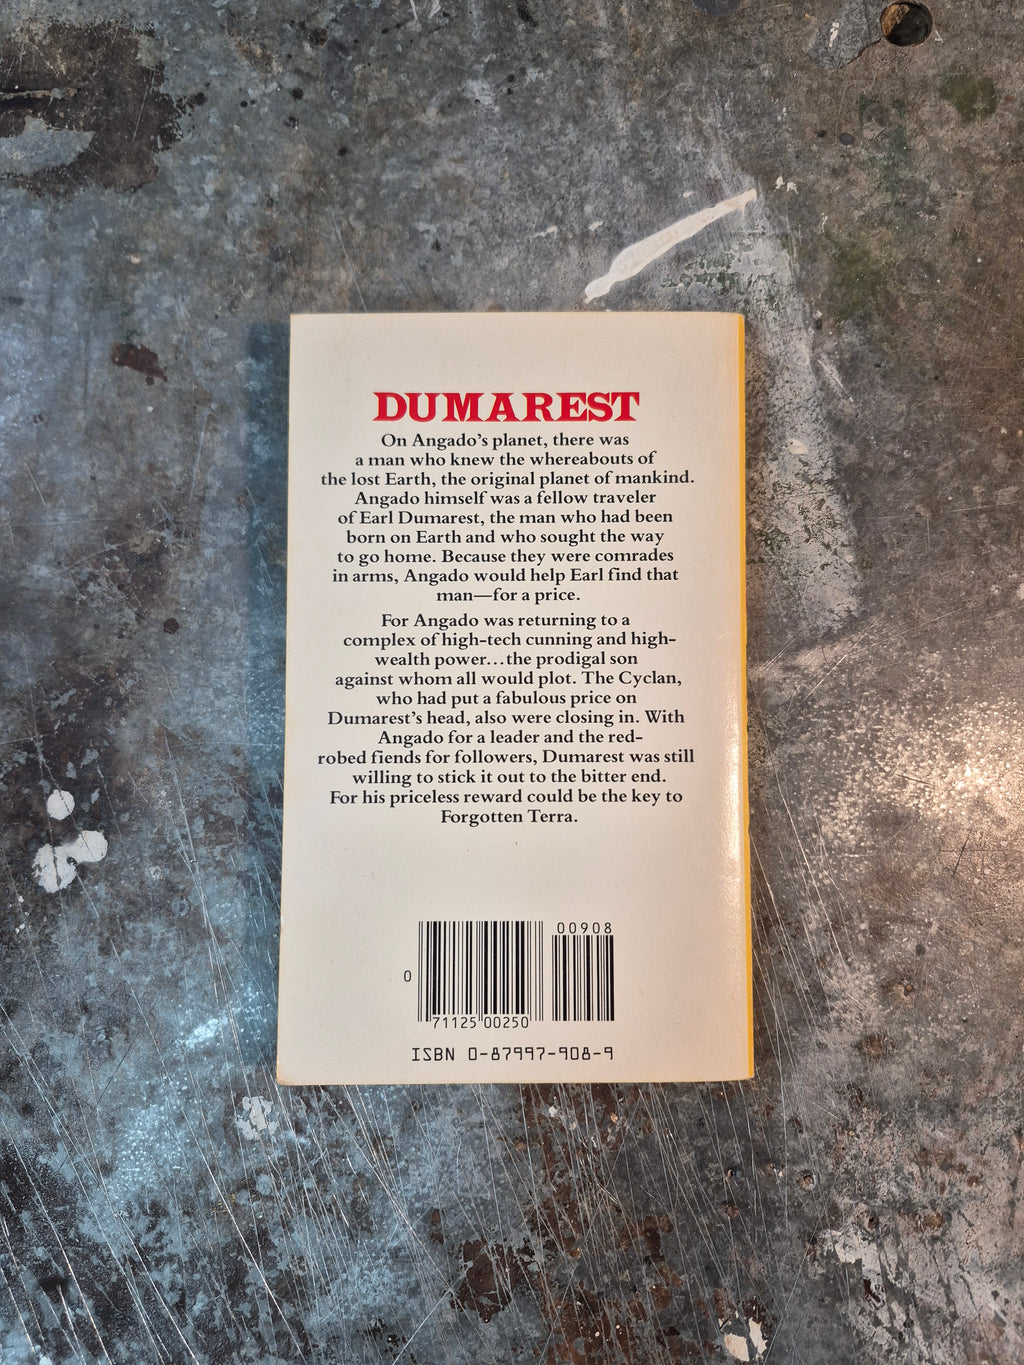 DUMAREST
On Angado's planet, there was
a man who knew the whereabouts of
the lost Earth, the original planet of mankind.
Angado himself was a fellow traveler
of Earl Dumarest, the man who had been
born on Earth and who sought the way
to go home. Because they were comrades
in arms, Angado would help Earl find that
man—for a price.
For Angado was returning to a
complex of high-tech cunning and high-
wealth power...the prodigal son
against whom all would plot. The Cyclan,
who had put a fabulous price on
Dumarest's head, also were closing in. With
Angado for a leader and the red-
robed fiends for followers, Dumarest was still
willing to stick it out to the bitter end.
For his priceless reward could be the key to
Forgotten Terra.
00908
0
71125 00250
ISBN 0-87997-908-9